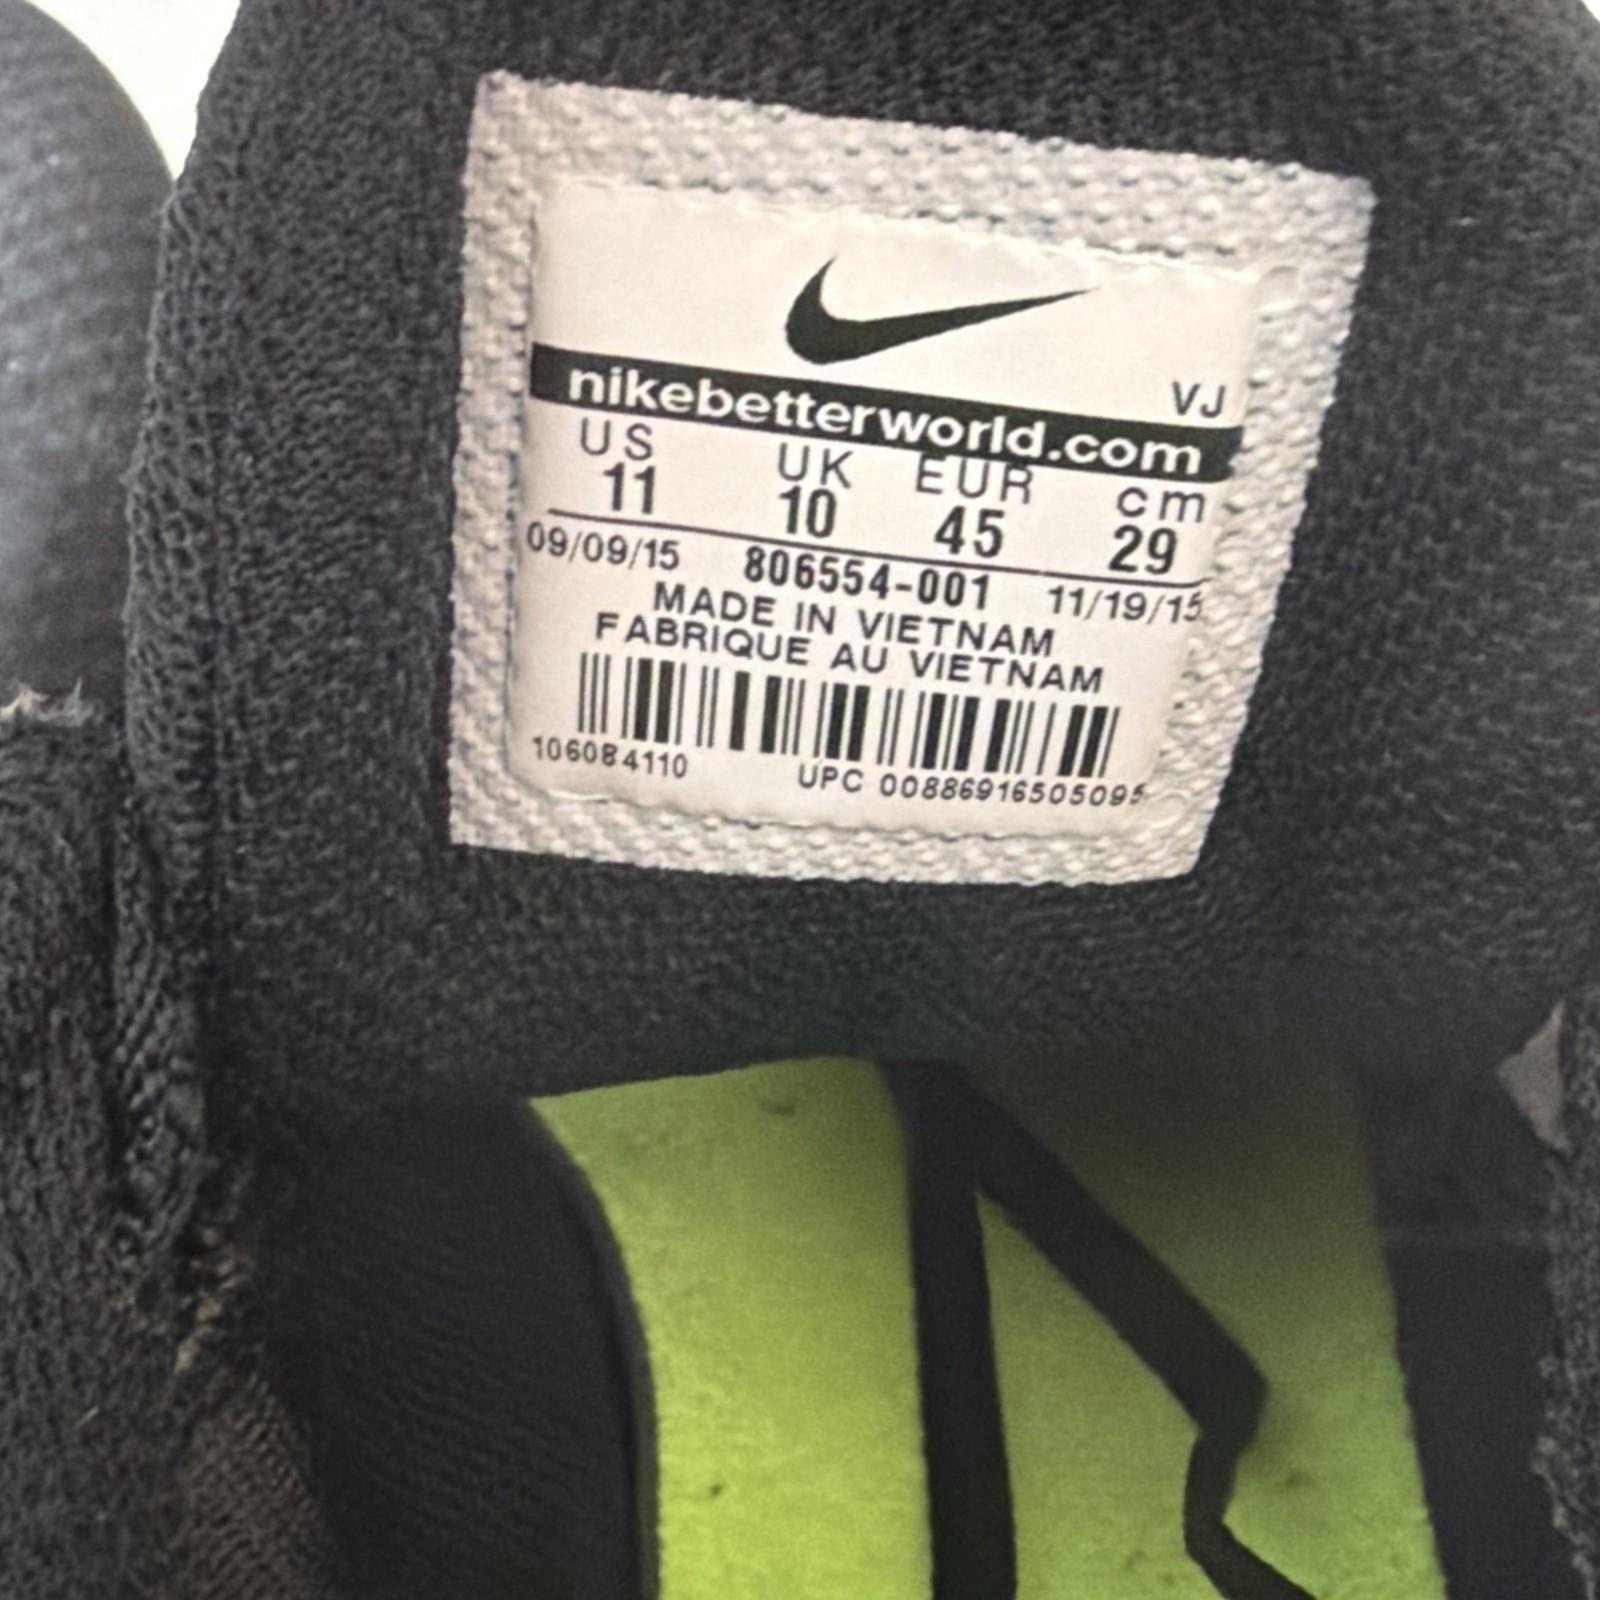 VJ
nikebetterworld.com
US UK EUR cm
11 10 45 29
09/09/15 806554-001 11/19/15
MADE IN VIETNAM
FABRIQUE AU VIETNAM
106084110 UPC 00886916505095